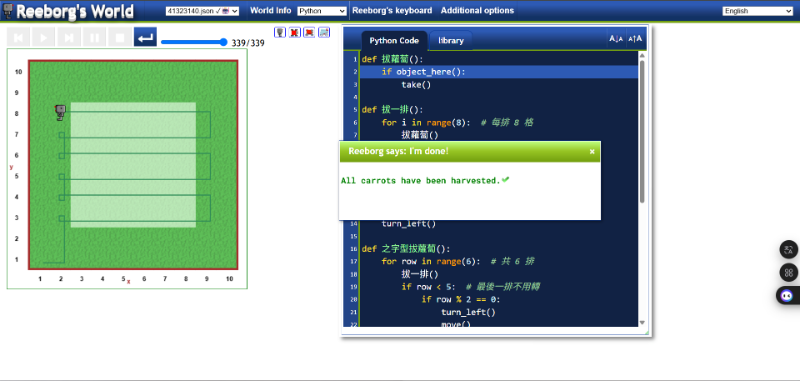 Reeborg's World
41323140.json ✓
World Info
Python
Reeborg's keyboard
Additional options
English
339/339
Python Code
library
A↓A A↑A
1 def 拔蘿蔔():
2 if object_here():
3 take()
4
5 def 拔一排():
6 for i in range(8): # 每排 8 格
7 拔蘿蔔()
Reeborg says: I'm done!
×
All carrots have been harvested.✔
14 turn_left()
15
16 def 之字型拔蘿蔔():
17 for row in range(6): # 共 6 排
18 拔一排()
19 if row < 5: # 最後一排不用轉
20 if row % 2 == 0:
21 turn_left()
22 move()
10
9
8
7
6
5
4
3
2
1
y
1 2 3 4 5 6 7 8 9 10
x